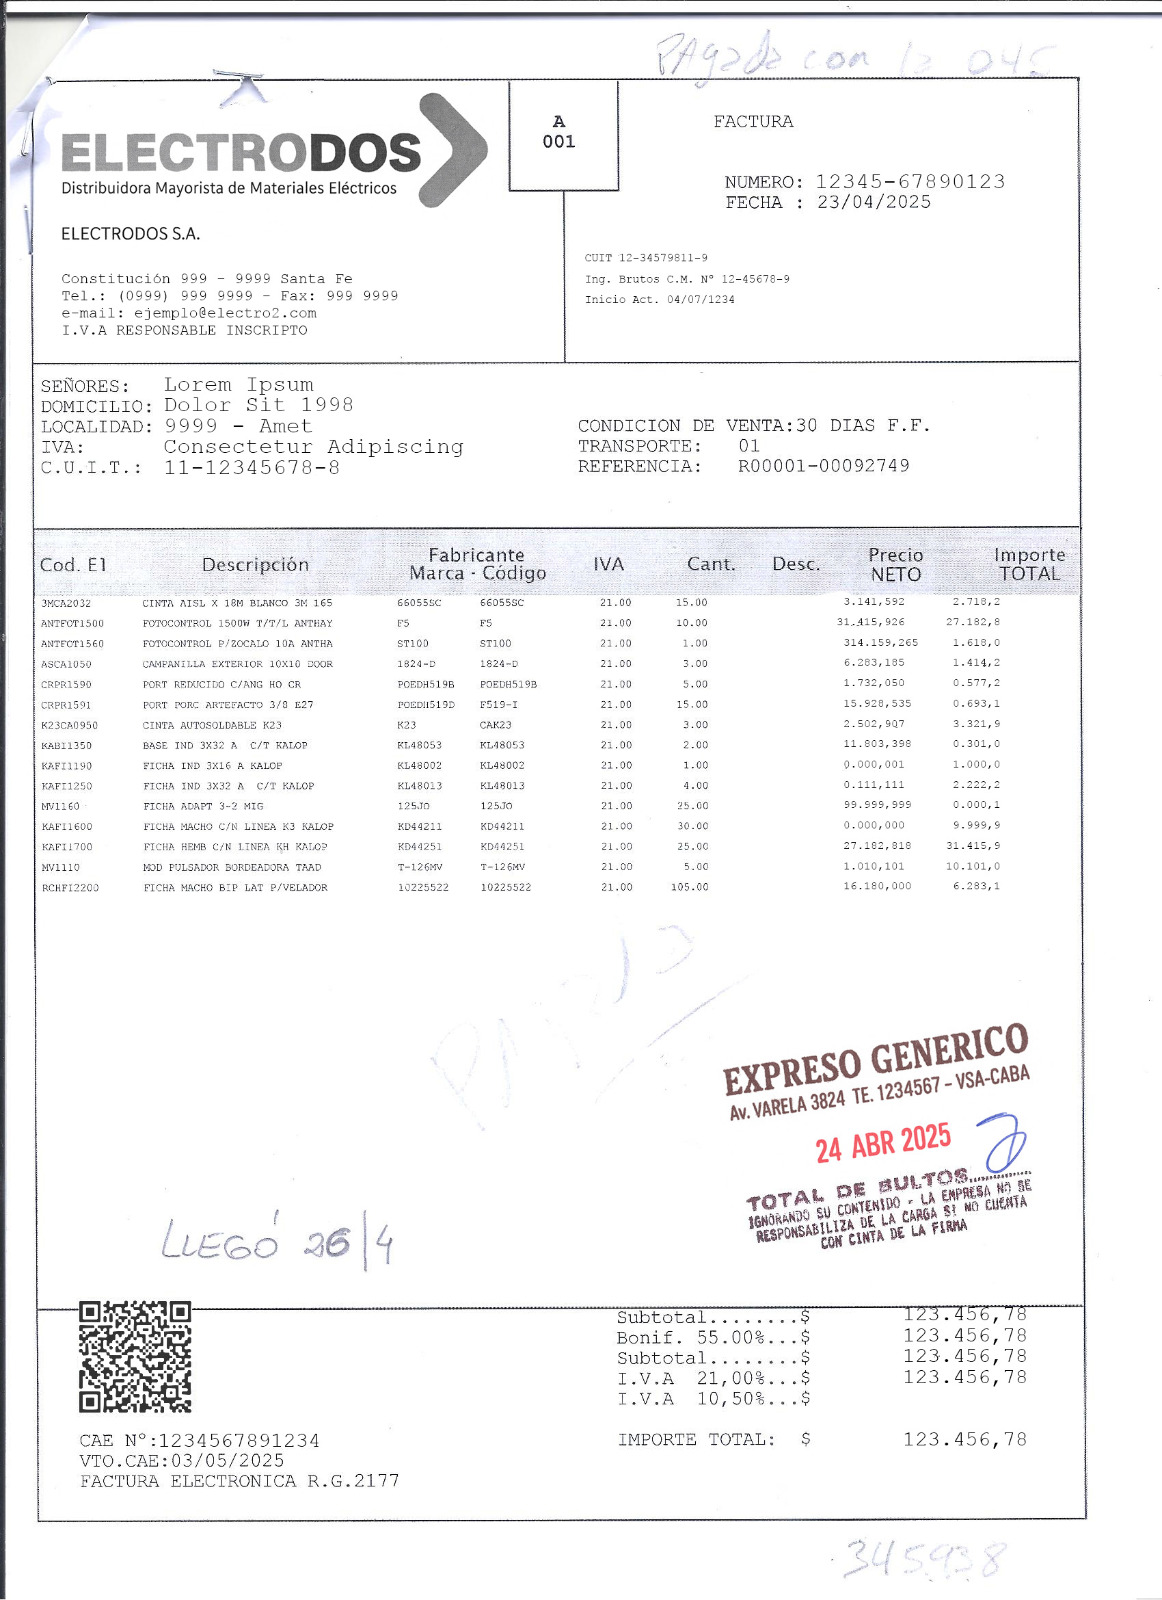 PAgada con la 045
ELECTRODOS
Distribuidora Mayorista de Materiales Eléctricos
ELECTRODOS S.A.
Constitución 999 - 9999 Santa Fe
Tel.: (0999) 999 9999 - Fax: 999 9999
e-mail: ejemplo@electro2.com
I.V.A RESPONSABLE INSCRIPTO
A
001
FACTURA
NUMERO: 12345-67890123
FECHA : 23/04/2025
CUIT 12-34579811-9
Ing. Brutos C.M. Nº 12-45678-9
Inicio Act. 04/07/1234
SEÑORES: Lorem Ipsum
DOMICILIO: Dolor Sit 1998
LOCALIDAD: 9999 - Amet
IVA: Consectetur Adipiscing
C.U.I.T.: 11-12345678-8
CONDICION DE VENTA:30 DIAS F.F.
TRANSPORTE: 01
REFERENCIA: R00001-00092749
Cod. E1 Descripción Fabricante Marca - Código IVA Cant. Desc. Precio NETO Importe TOTAL
3MCA2032 CINTA AISL X 18M BLANCO 3M 165 66055SC 66055SC 21.00 15.00 3.141,592 2.718,2
ANTFOT1500 FOTOCONTROL 1500W T/T/L ANTHAY F5 F5 21.00 10.00 31.415,926 27.182,8
ANTFOT1560 FOTOCONTROL P/ZOCALO 10A ANTHA ST100 ST100 21.00 1.00 314.159,265 1.618,0
ASCA1050 CAMPANILLA EXTERIOR 10X10 DOOR 1824-D 1824-D 21.00 3.00 6.283,185 1.414,2
CRPR1590 PORT REDUCIDO C/ANG HO CR POEDH519B POEDH519B 21.00 5.00 1.732,050 0.577,2
CRPR1591 PORT PORC ARTEFACTO 3/8 E27 POEDH519D F519-I 21.00 15.00 15.928,535 0.693,1
K23CA0950 CINTA AUTOSOLDABLE K23 K23 CAK23 21.00 3.00 2.502,907 3.321,9
KABI1350 BASE IND 3X32 A C/T KALOP KL48053 KL48053 21.00 2.00 11.803,398 0.301,0
KAFI1190 FICHA IND 3X16 A KALOP KL48002 KL48002 21.00 1.00 0.000,001 1.000,0
KAFI1250 FICHA IND 3X32 A C/T KALOP KL48013 KL48013 21.00 4.00 0.111,111 2.222,2
MV1160 FICHA ADAPT 3-2 MIG 125JO 125JO 21.00 25.00 99.999,999 0.000,1
KAFI1600 FICHA MACHO C/N LINEA K3 KALOP KD44211 KD44211 21.00 30.00 0.000,000 9.999,9
KAFI1700 FICHA HEMB C/N LINEA KH KALOP KD44251 KD44251 21.00 25.00 27.182,818 31.415,9
MV1110 MOD PULSADOR BORDEADORA TAAD T-126MV T-126MV 21.00 5.00 1.010,101 10.101,0
RCHFI2200 FICHA MACHO BIP LAT P/VELADOR 10225522 10225522 21.00 105.00 16.180,000 6.283,1
EXPRESO GENERICO
Av. VARELA 3824 TE. 1234567 - VSA-CABA
24 ABR 2025
TOTAL DE BULTOS..............
IGNORANDO SU CONTENIDO - LA EMPRESA NO SE
RESPONSABILIZA DE LA CARGA SI NO CUENTA
CON CINTA DE LA FIRMA
LLEGÓ 26/4
Subtotal........$ 123.456,78
Bonif. 55.00%...$ 123.456,78
Subtotal........$ 123.456,78
I.V.A 21,00%...$ 123.456,78
I.V.A 10,50%...$
IMPORTE TOTAL: $ 123.456,78
CAE Nº:1234567891234
VTO.CAE:03/05/2025
FACTURA ELECTRONICA R.G.2177
345.938